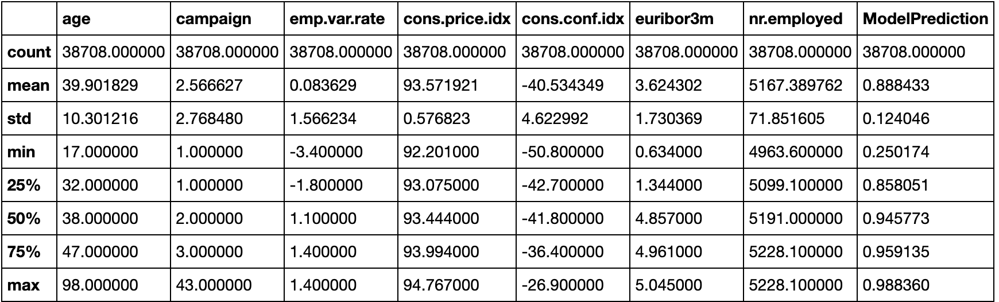 age campaign emp.var.rate cons.price.idx cons.conf.idx euribor3m nr.employed ModelPrediction
count 38708.000000 38708.000000 38708.000000 38708.000000 38708.000000 38708.000000 38708.000000 38708.000000
mean 39.901829 2.566627 0.083629 93.571921 -40.534349 3.624302 5167.389762 0.888433
std 10.301216 2.768480 1.566234 0.576823 4.622992 1.730369 71.851605 0.124046
min 17.000000 1.000000 -3.400000 92.201000 -50.800000 0.634000 4963.600000 0.250174
25% 32.000000 1.000000 -1.800000 93.075000 -42.700000 1.344000 5099.100000 0.858051
50% 38.000000 2.000000 1.100000 93.444000 -41.800000 4.857000 5191.000000 0.945773
75% 47.000000 3.000000 1.400000 93.994000 -36.400000 4.961000 5228.100000 0.959135
max 98.000000 43.000000 1.400000 94.767000 -26.900000 5.045000 5228.100000 0.988360